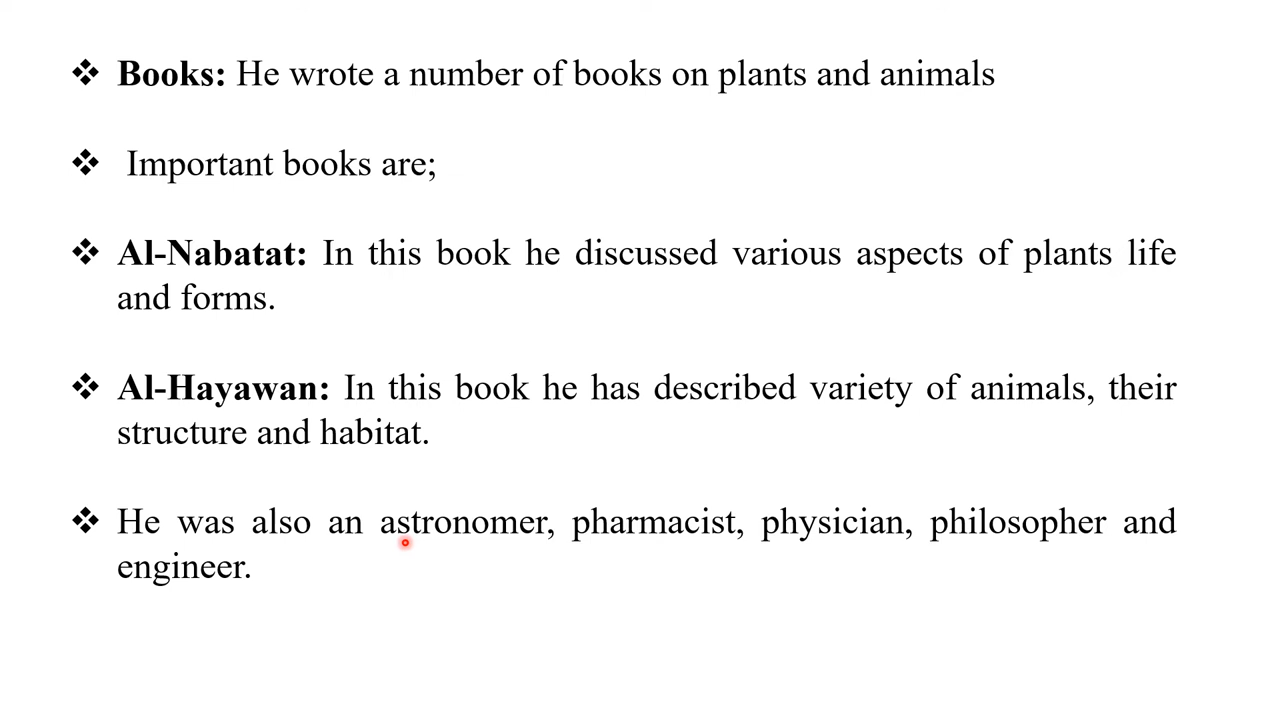 ❖ Books: He wrote a number of books on plants and animals
❖ Important books are;
❖ Al-Nabatat: In this book he discussed various aspects of plants life
and forms.
❖ Al-Hayawan: In this book he has described variety of animals, their
structure and habitat.
❖ He was also an astronomer, pharmacist, physician, philosopher and
engineer.